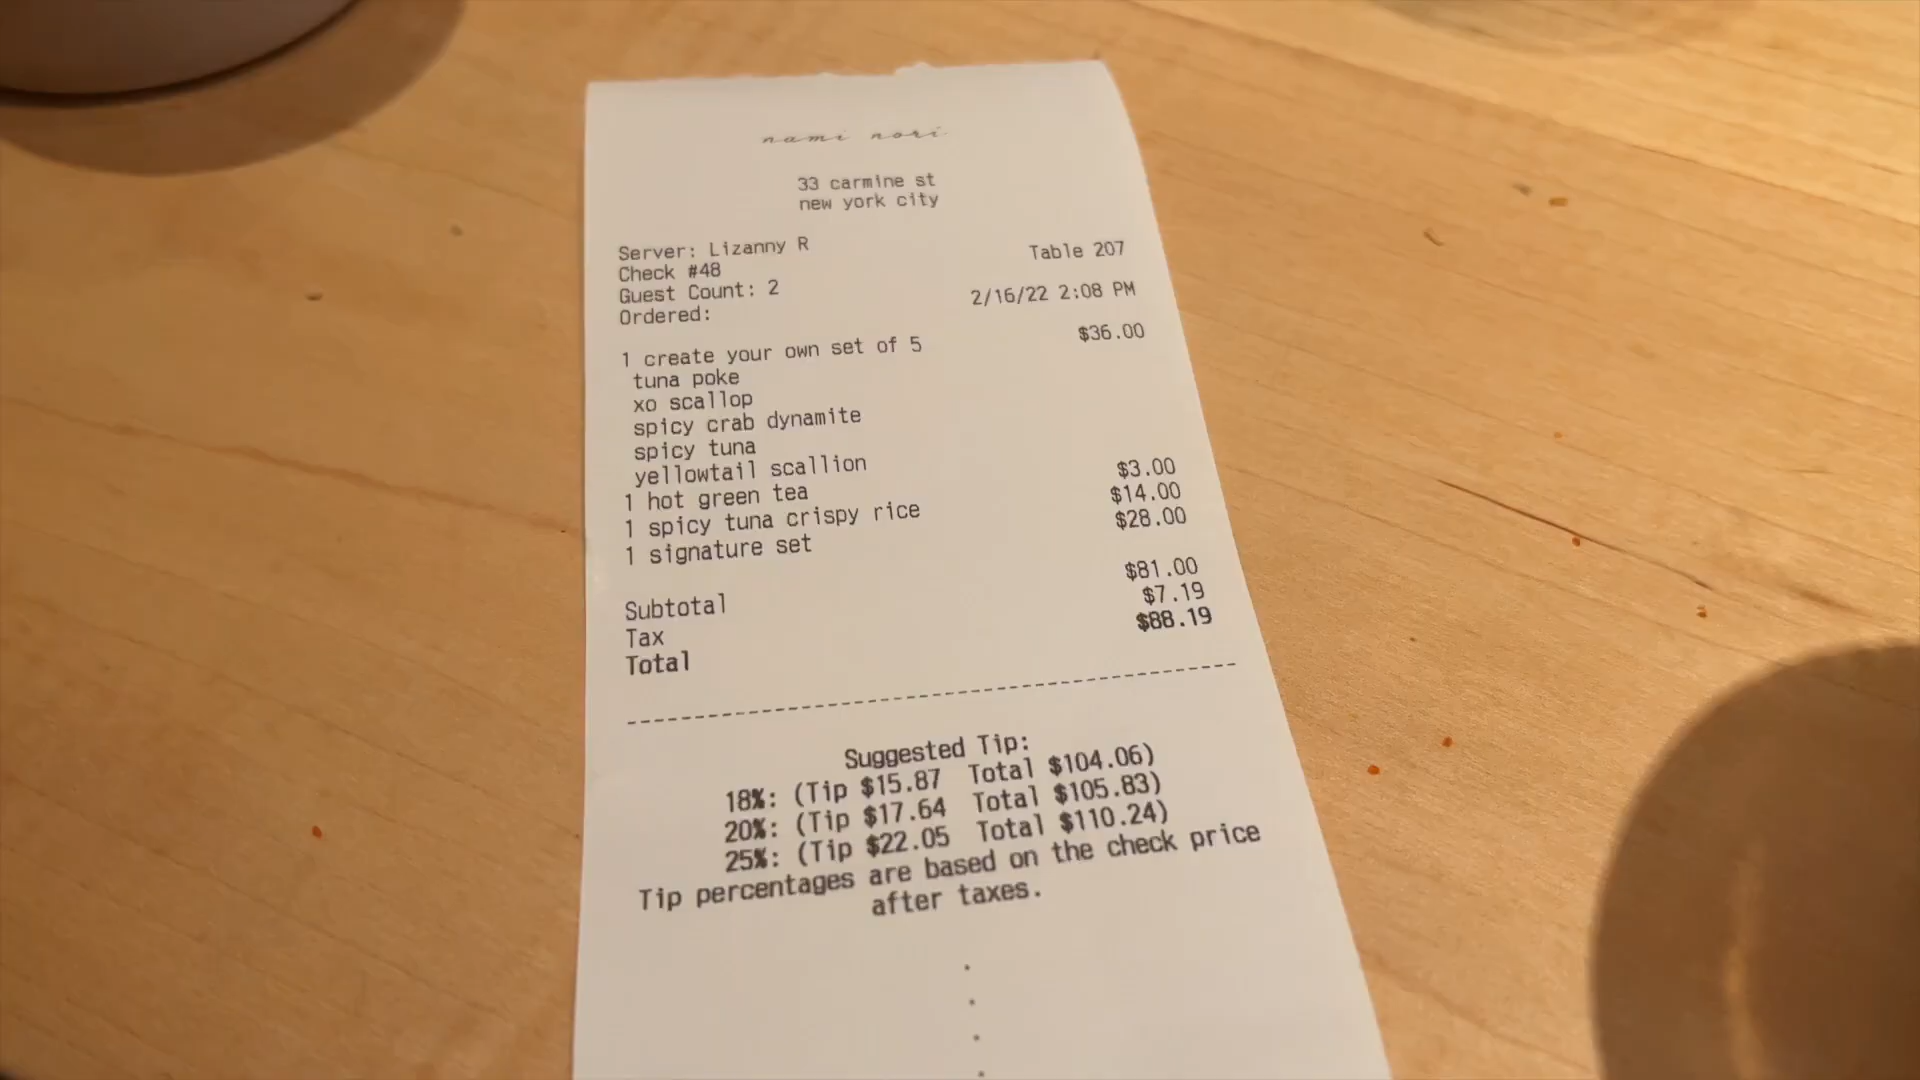 nami nori
33 carmine st
new york city
Server: Lizanny R
Check #48 Table 207
Guest Count: 2
Ordered: 2/16/22 2:08 PM
1 create your own set of 5 $36.00
tuna poke
xo scallop
spicy crab dynamite
spicy tuna
yellowtail scallion
1 hot green tea $3.00
1 spicy tuna crispy rice $14.00
1 signature set $28.00
Subtotal $81.00
Tax $7.19
Total $88.19
Suggested Tip:
18%: (Tip $15.87 Total $104.06)
20%: (Tip $17.64 Total $105.83)
25%: (Tip $22.05 Total $110.24)
Tip percentages are based on the check price
after taxes.